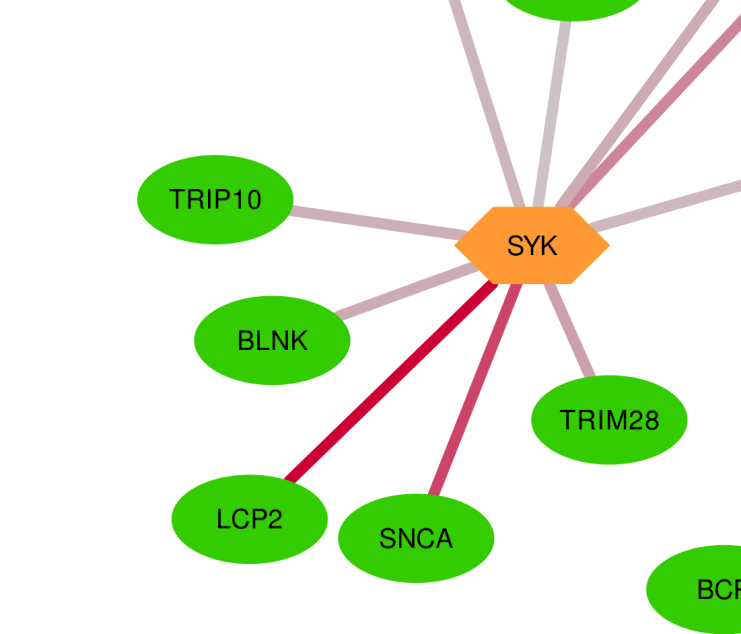 TRIP10
SYK
BLNK
TRIM28
LCP2
SNCA